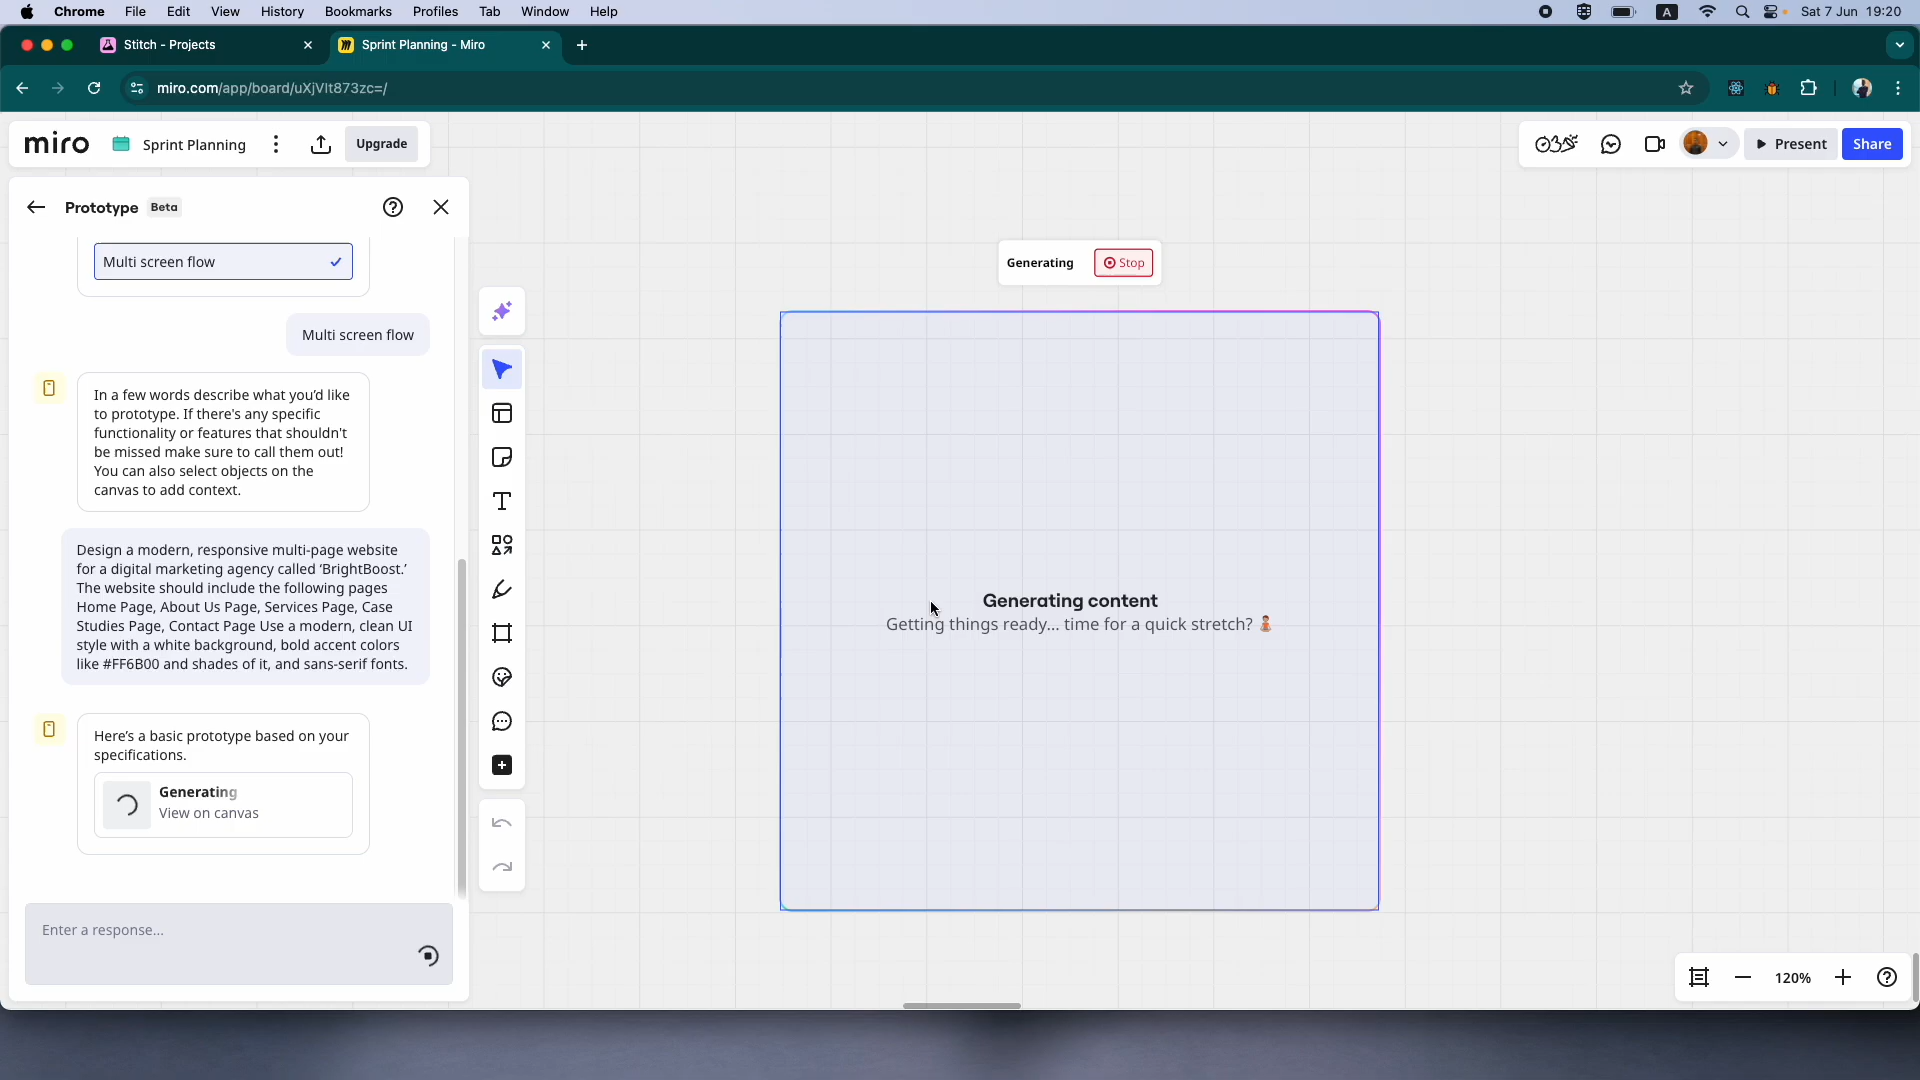 Chrome File Edit View History Bookmarks Profiles Tab Window Help
A Sat 7 Jun 19:20
Stitch - Projects
Sprint Planning - Miro
miro.com/app/board/uXjVIt873zc=/
miro Sprint Planning Upgrade
Present Share
Prototype Beta
Multi screen flow
Multi screen flow
In a few words describe what you'd like
to prototype. If there's any specific
functionality or features that shouldn't
be missed make sure to call them out!
You can also select objects on the
canvas to add context.
Design a modern, responsive multi-page website
for a digital marketing agency called ‘BrightBoost.’
The website should include the following pages
Home Page, About Us Page, Services Page, Case
Studies Page, Contact Page Use a modern, clean UI
style with a white background, bold accent colors
like #FF6B00 and shades of it, and sans-serif fonts.
Here's a basic prototype based on your
specifications.
Generating
View on canvas
Enter a response...
Generating Stop
Generating content
Getting things ready... time for a quick stretch?
120%